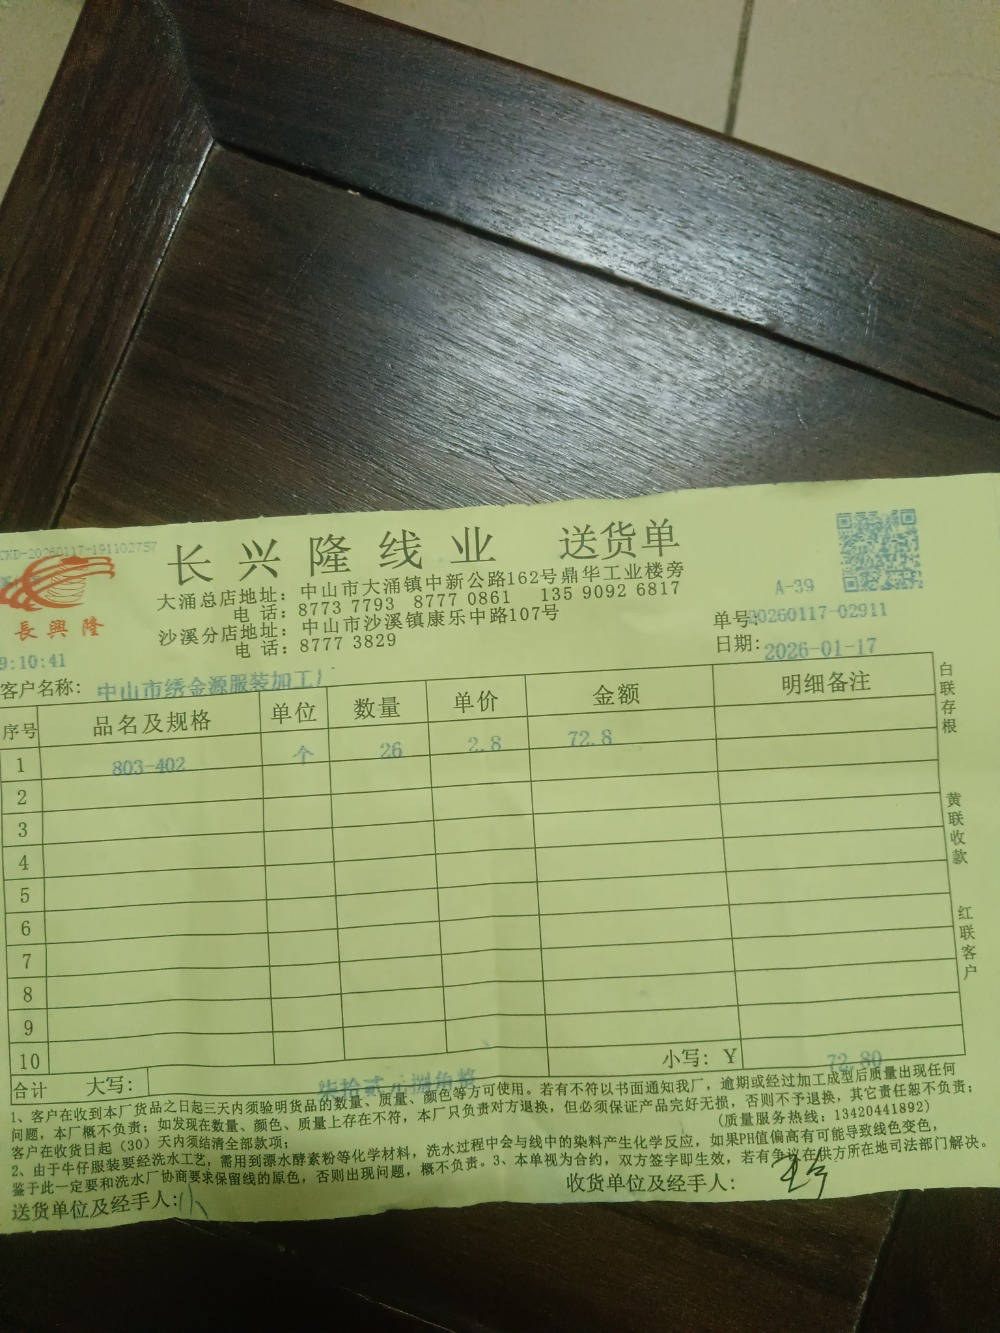 CKD-20260117-191102757
长兴隆线业 送货单
長興隆
大涌总店地址：中山市大涌镇中新公路162号鼎华工业楼旁
电 话：8773 7793 8777 0861 135 9092 6817
沙溪分店地址：中山市沙溪镇康乐中路107号
电 话：8777 3829
A-39
单号:20260117-02911
日期:2026-01-17
9:10:41
客户名称：中山市绣金源服装加工厂
序号 品名及规格 单位 数量 单价 金额 明细备注
1 803-402 个 26 2.8 72.8
2
3
4
5
6
7
8
9
10
小写：Y 72.80
合计 大写：柒拾贰元捌角整
白联存根
黄联收款
红联客户
1、客户在收到本厂货品之日起三天内须验明货品的数量、质量、颜色等方可使用。若有不符以书面通知我厂，逾期或经过加工成型后质量出现任何
问题，本厂概不负责；如发现在数量、颜色、质量上存在不符，本厂只负责对方退换，但必须保证产品完好无损，否则不予退换，其它责任恕不负责；
客户在收货日起（30）天内须结清全部款项； （质量服务热线：13420441892）
2、由于牛仔服装要经洗水工艺，需用到漂水酵素粉等化学材料，洗水过程中会与线中的染料产生化学反应，如果PH值偏高有可能导致线色变色，
鉴于此一定要和洗水厂协商要求保留线的原色，否则出现问题，概不负责。3、本单视为合约，双方签字即生效，若有争议在供方所在地司法部门解决。
送货单位及经手人:
收货单位及经手人：